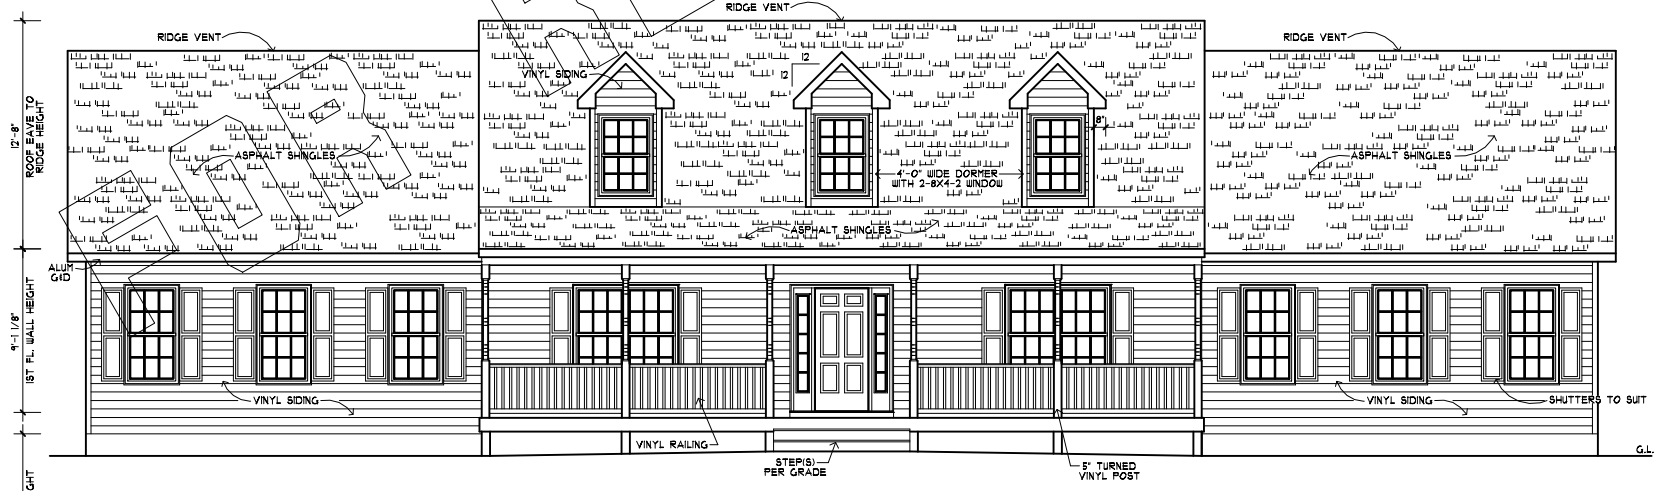 RIDGE VENT
RIDGE VENT
RIDGE VENT
VINYL SIDING
12
12
8"
12'-8"
ROOF EAVE TO
RIDGE HEIGHT
ASPHALT SHINGLES
ASPHALT SHINGLES
4'-0" WIDE DORMER
WITH 2-8X4-2 WINDOW
ASPHALT SHINGLES
ALUM
G&D
9'-1 1/8"
1ST FL. WALL HEIGHT
VINYL SIDING
VINYL SIDING
SHUTTERS TO SUIT
VINYL RAILING
STEP(S)
PER GRADE
5" TURNED
VINYL POST
G.L.
GHT